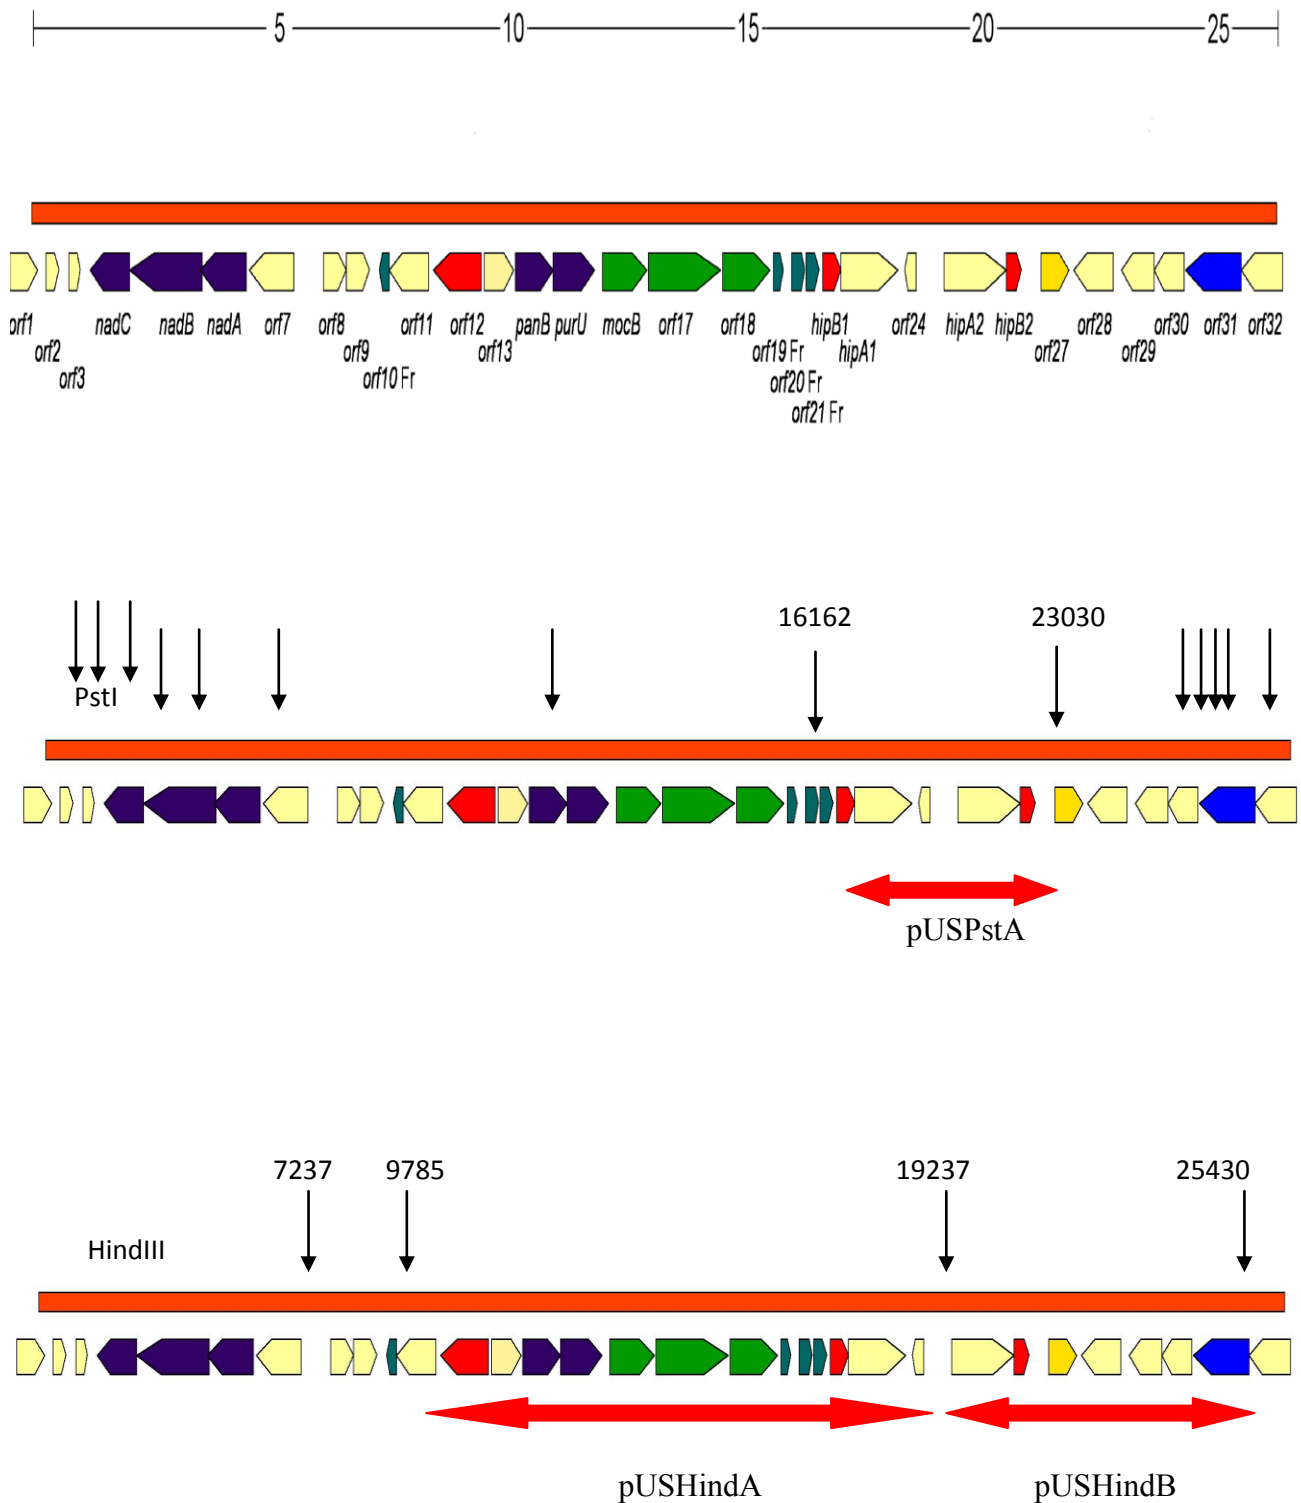 5 10 15 20 25
orf1 nadC nadB nadA orf7 orf8 orf11 orf12 panB purU mocB orf17 orf18 hipB1 orf24 hipA2 hipB2 orf28 orf30 orf31 orf32
orf2 orf9 orf13 orf19 Fr hipA1 orf27 orf29
orf3 orf10 Fr orf20 Fr
orf21 Fr
16162 23030
PstI
pUSPstA
7237 9785 19237 25430
HindIII
pUSHindA pUSHindB